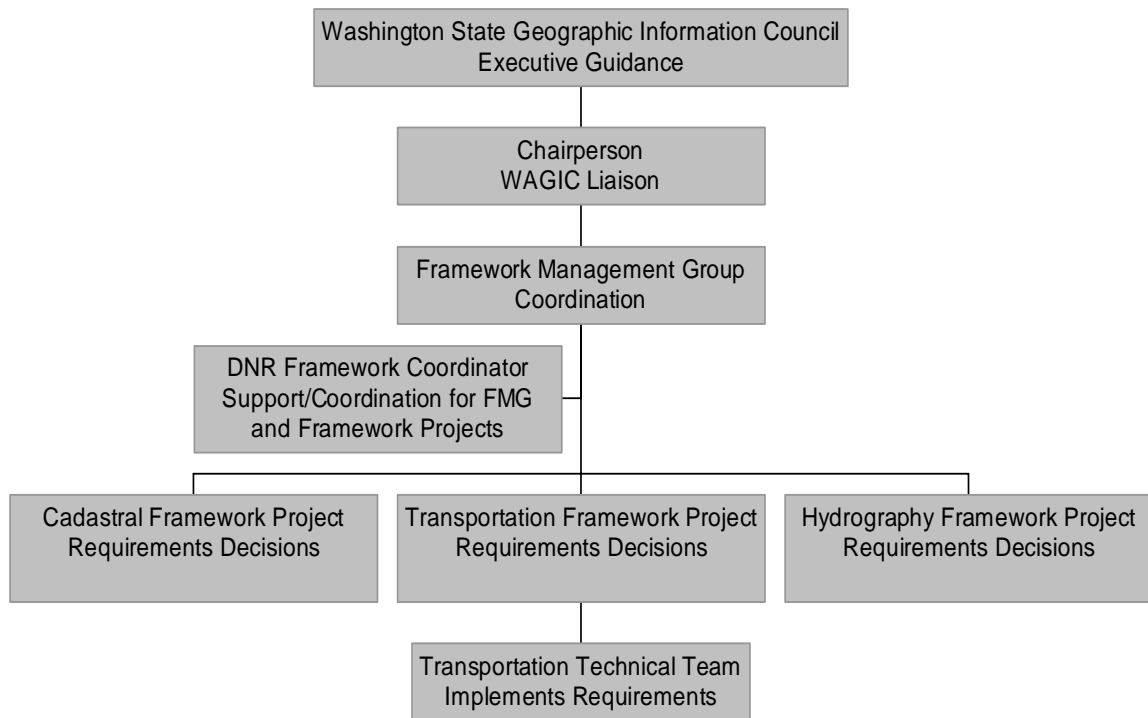 Washington State Geographic Information Council
Executive Guidance
Chairperson
WAGIC Liaison
Framework Management Group
Coordination
DNR Framework Coordinator
Support/Coordination for FMG
and Framework Projects
Cadastral Framework Project
Requirements Decisions
Transportation Framework Project
Requirements Decisions
Hydrography Framework Project
Requirements Decisions
Transportation Technical Team
Implements Requirements